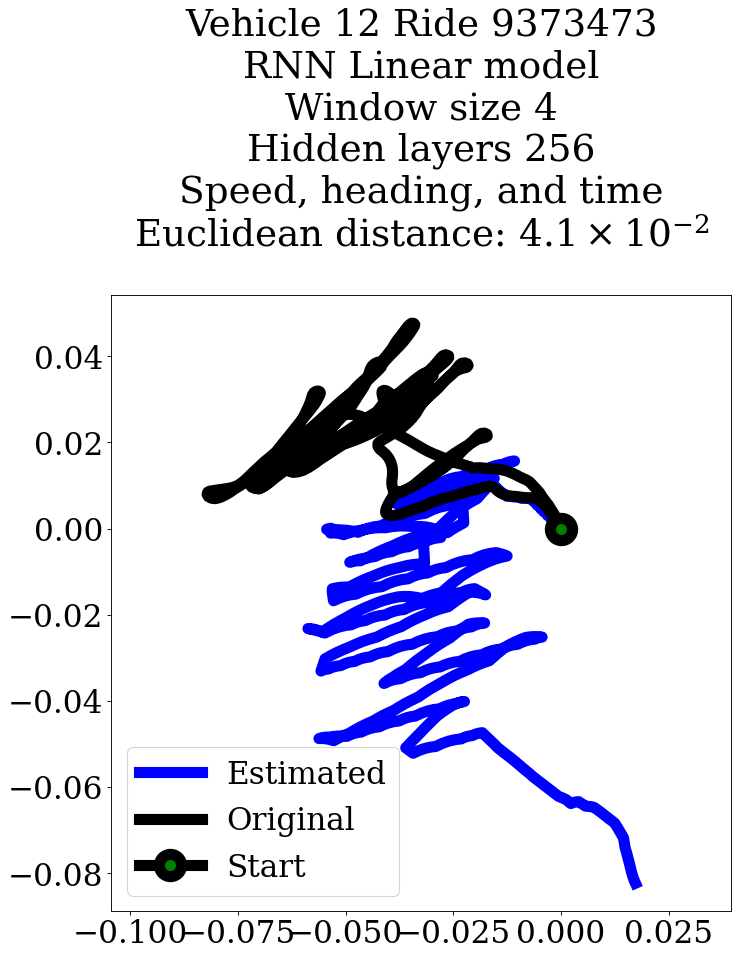 Vehicle 12 Ride 9373473
RNN Linear model
Window size 4
Hidden layers 256
Speed, heading, and time
Euclidean distance: 4.1 × 10⁻²
0.04
0.02
0.00
−0.02
−0.04
−0.06
−0.08
Estimated
Original
Start
−0.100 −0.075 −0.050 −0.025 0.000 0.025